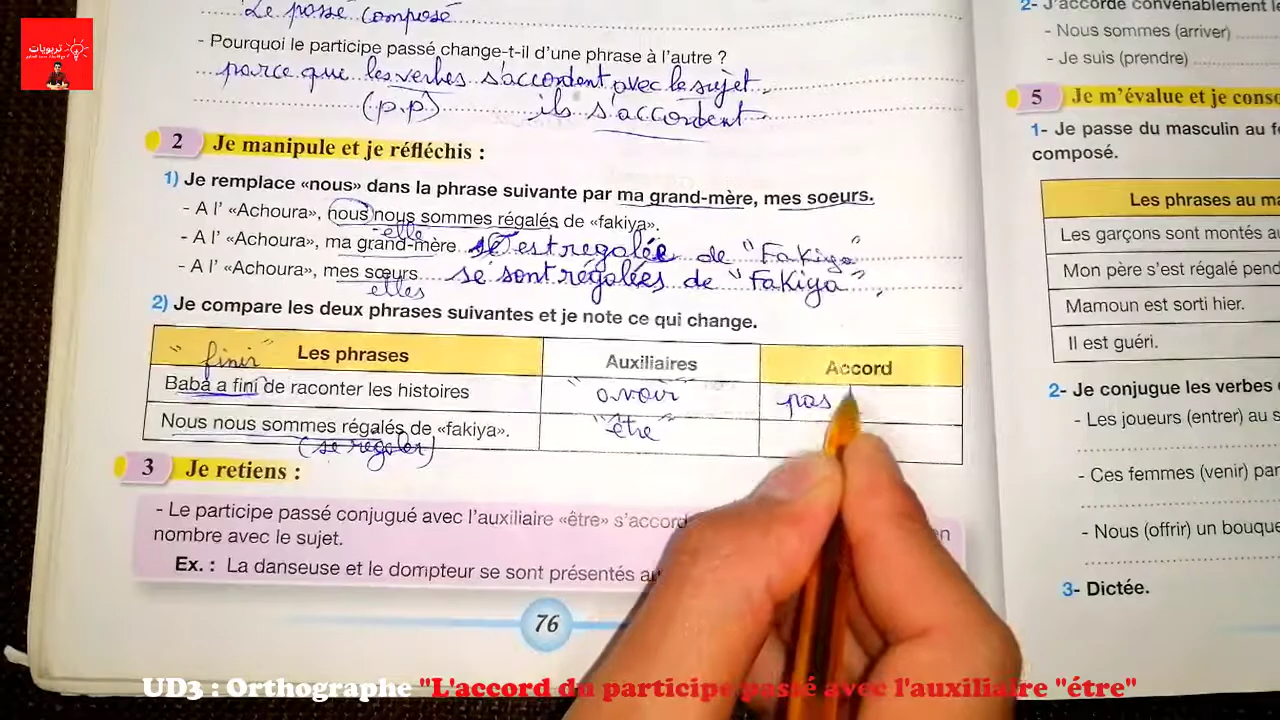 تربويات
Le passé composé
- Pourquoi le participe passé change-t-il d'une phrase à l'autre ?
parce que les verbes s'accordent avec le sujet.
(p.p) ils s'accordent
2 Je manipule et je réfléchis :
1) Je remplace «nous» dans la phrase suivante par ma grand-mère, mes soeurs.
- A l' «Achoura», nous nous sommes régalés de «fakiya».
elle
- A l' «Achoura», ma grand-mère s'est regalée de "Fakiya"
- A l' «Achoura», mes sœurs se sont régalées de "Fakiya".
elles
2) Je compare les deux phrases suivantes et je note ce qui change.
"finir" Les phrases Auxiliaires Accord
Baba a fini de raconter les histoires "avoir" pas
Nous nous sommes régalés de «fakiya». "être"
(se régaler)
3 Je retiens :
- Le participe passé conjugué avec l'auxiliaire «être» s'accord en
nombre avec le sujet.
Ex. : La danseuse et le dompteur se sont présentés au
76
2- J'accorde convenablement le
- Nous sommes (arriver)
- Je suis (prendre)
5 Je m'évalue et je conso
1- Je passe du masculin au fé
composé.
Les phrases au ma
Les garçons sont montés au
Mon père s'est régalé pend
Mamoun est sorti hier.
Il est guéri.
2- Je conjugue les verbes
- Les joueurs (entrer) au s
- Ces femmes (venir) par
- Nous (offrir) un bouque
3- Dictée.
UD3 : Orthographe "L'accord du participe passé avec l'auxiliaire "étre"